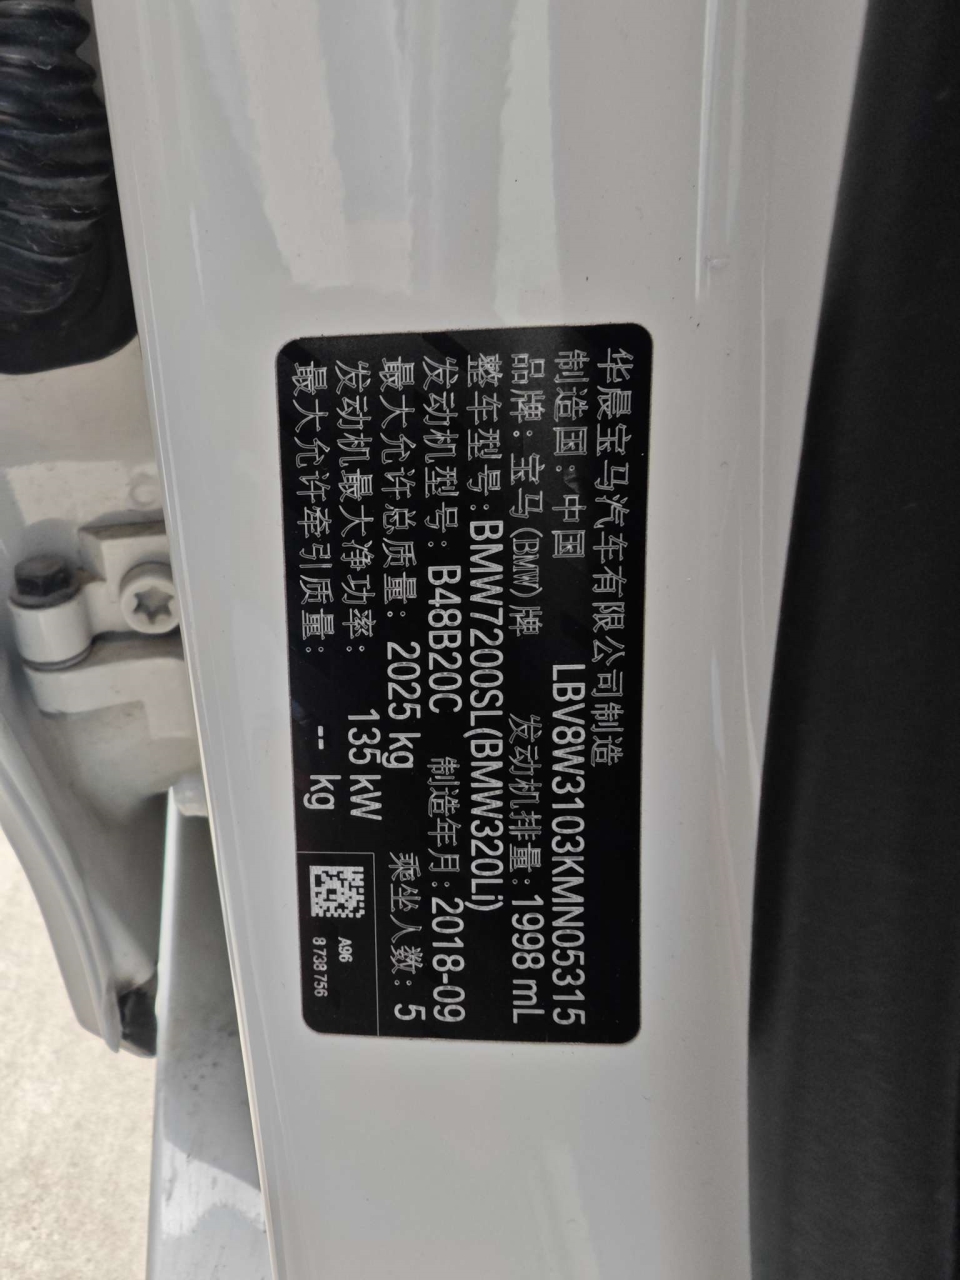 华晨宝马汽车有限公司制造
制造国：中国 LBV8W3103KMN05315
品牌：宝马(BMW)牌 发动机排量：1998 mL
整车型号：BMW7200SL(BMW320Li)
发动机型号：B48B20C 制造年月：2018-09
最大允许总质量：2025 kg 乘坐人数：5
发动机最大净功率：135 kW
最大允许牵引质量：-- kg
A96
8 738 756